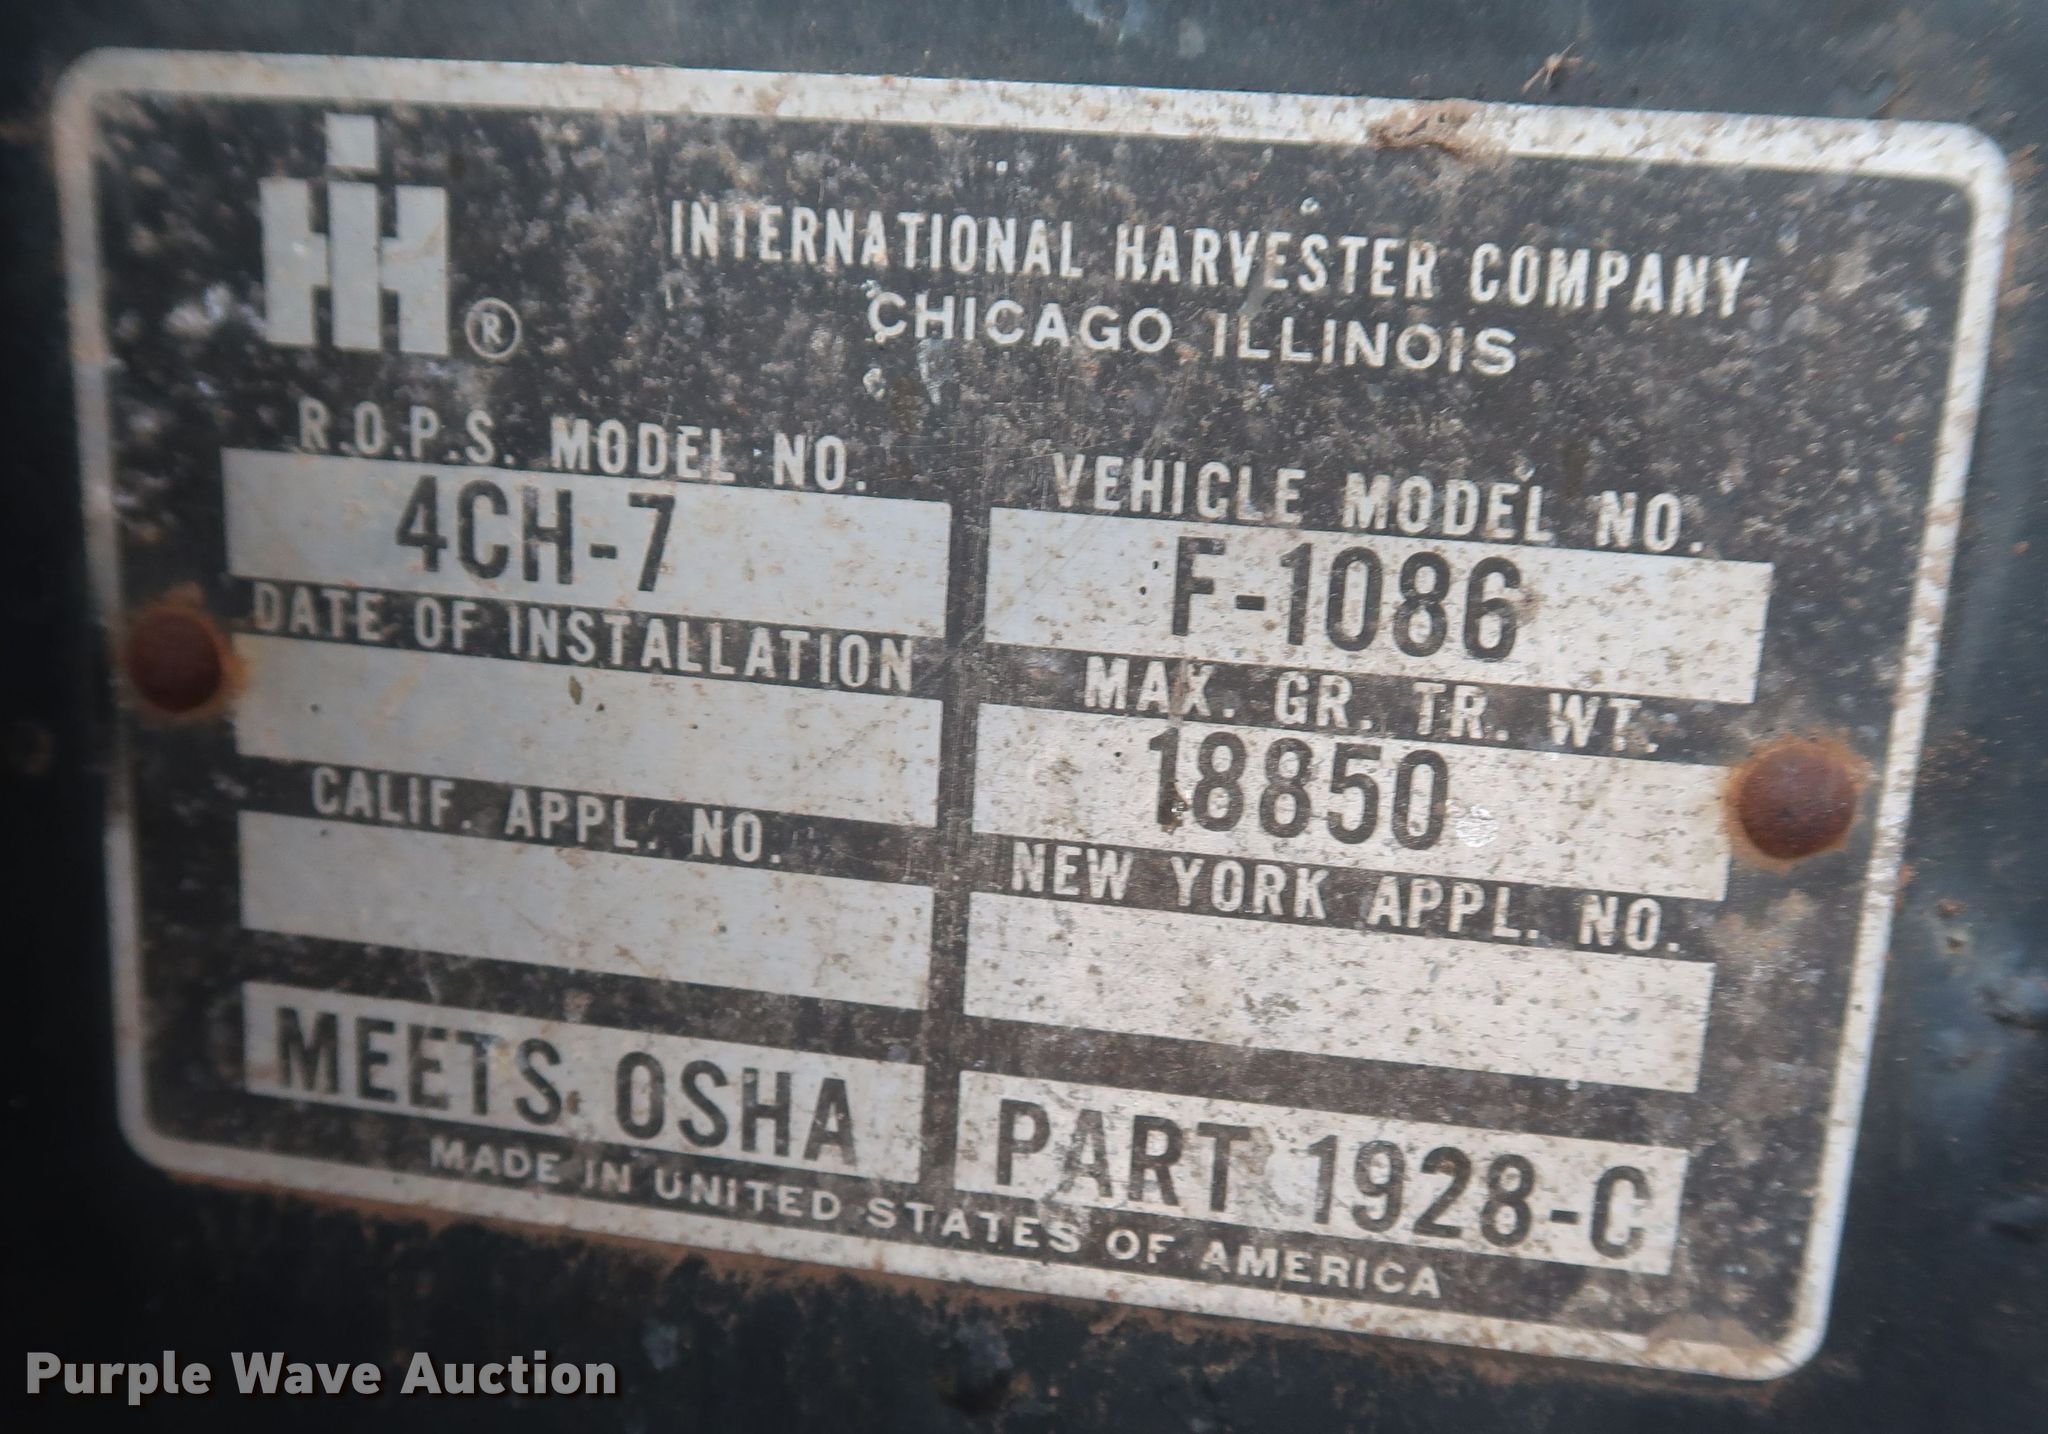 IH ®
INTERNATIONAL HARVESTER COMPANY
CHICAGO ILLINOIS
R.O.P.S. MODEL NO.
4CH-7
VEHICLE MODEL NO.
F-1086
DATE OF INSTALLATION
MAX. GR. TR. WT.
18850
CALIF. APPL. NO.
NEW YORK APPL. NO.
MEETS OSHA
PART 1928-C
MADE IN UNITED STATES OF AMERICA
Purple Wave Auction